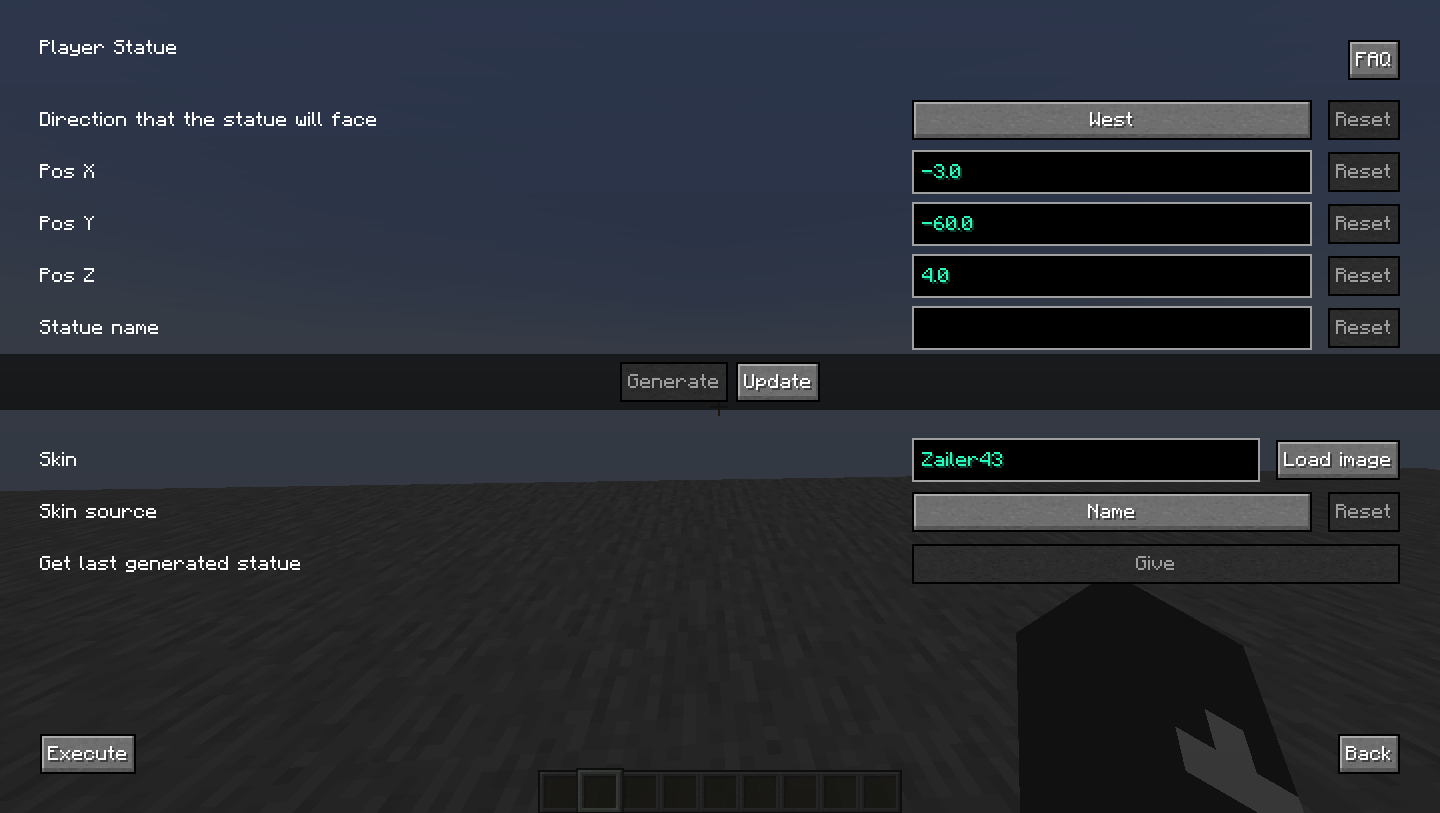 Player Statue
FAQ
Direction that the statue will face West Reset
Pos X -3.0 Reset
Pos Y -60.0 Reset
Pos Z 4.0 Reset
Statue name Reset
Generate Update
Skin Zailer43 Load image
Skin source Name Reset
Get last generated statue Give
Execute Back